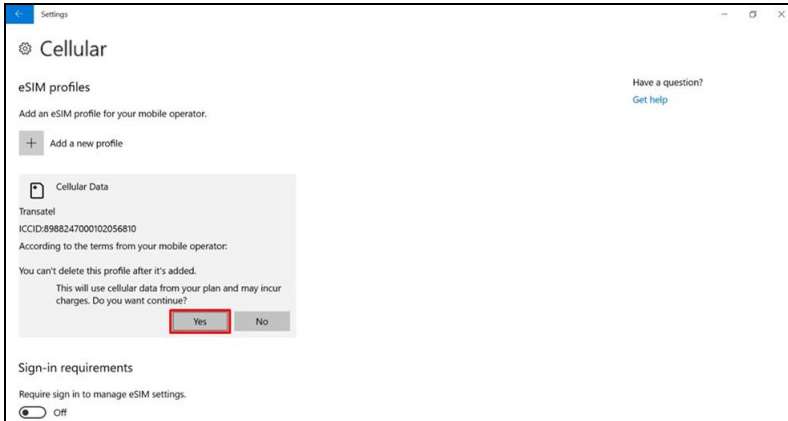 Settings
Cellular
eSIM profiles
Have a question?
Get help
Add an eSIM profile for your mobile operator.
Add a new profile
Cellular Data
Transatel
ICCID:8988247000102056810
According to the terms from your mobile operator:
You can't delete this profile after it's added.
This will use cellular data from your plan and may incur
charges. Do you want continue?
Yes No
Sign-in requirements
Require sign in to manage eSIM settings.
Off